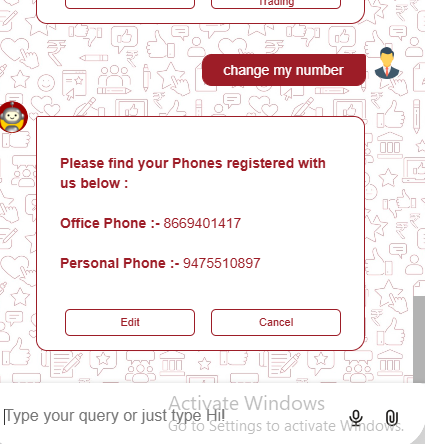 Trading
change my number
Please find your Phones registered with
us below :
Office Phone :- 8669401417
Personal Phone :- 9475510897
Edit
Cancel
Activate Windows
Type your query or just type Hi!
Go to Settings to activate Windows.